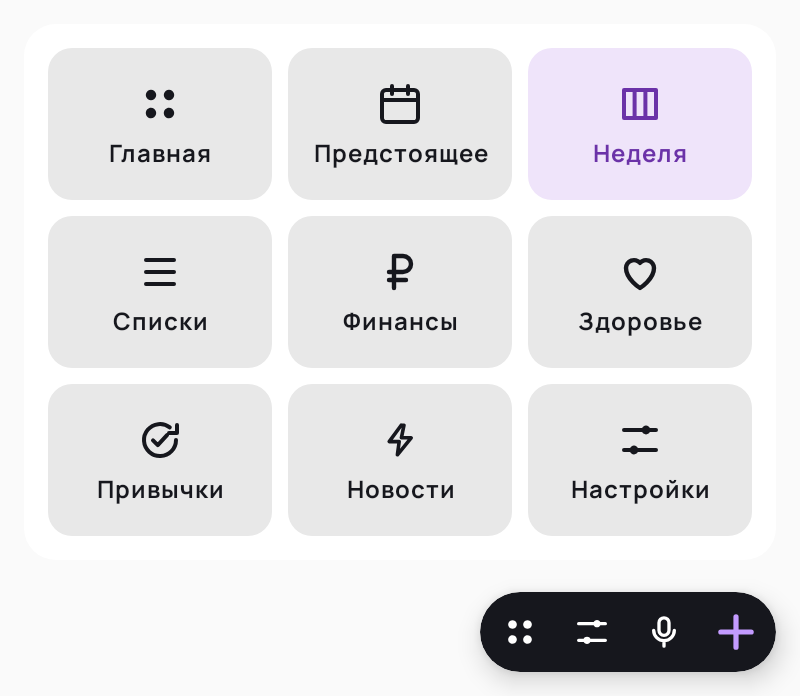 Главная
Предстоящее
Неделя
Списки
Финансы
Здоровье
Привычки
Новости
Настройки